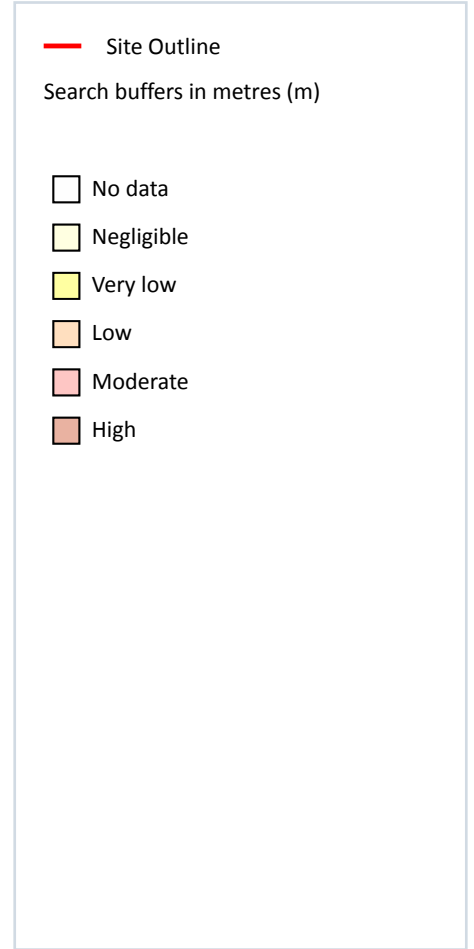 Site Outline
Search buffers in metres (m)
No data
Negligible
Very low
Low
Moderate
High